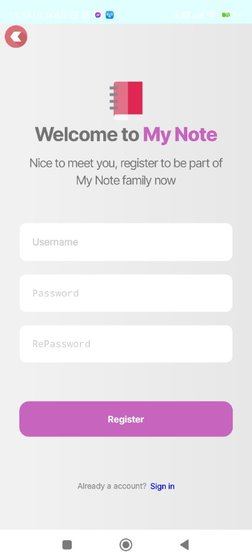 Welcome to My Note
Nice to meet you, register to be part of
My Note family now
Username
Password
RePassword
Register
Already a account? Sign in